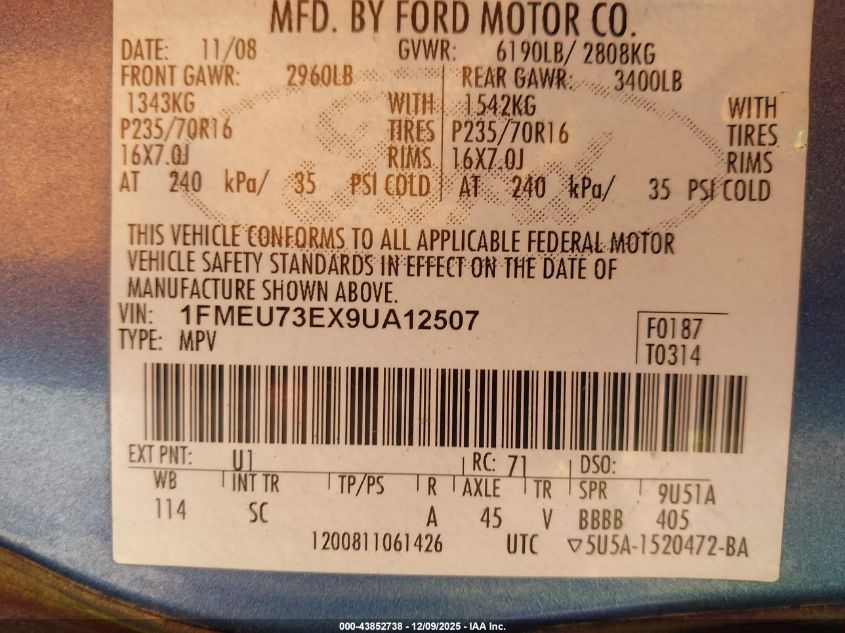 MFD. BY FORD MOTOR CO.
DATE: 11/08 GVWR: 6190LB/ 2808KG
FRONT GAWR: 2960LB REAR GAWR: 3400LB
1343KG WITH 1542KG WITH
P235/70R16 TIRES P235/70R16 TIRES
16X7.0J RIMS 16X7.0J RIMS
AT 240 kPa/ 35 PSI COLD AT 240 kPa/ 35 PSI COLD
THIS VEHICLE CONFORMS TO ALL APPLICABLE FEDERAL MOTOR
VEHICLE SAFETY STANDARDS IN EFFECT ON THE DATE OF
MANUFACTURE SHOWN ABOVE.
VIN: 1FMEU73EX9UA12507
TYPE: MPV
F0187
T0314
EXT PNT: U1 RC: 71 DSO:
WB INT TR TP/PS R AXLE TR SPR 9U51A
114 SC A 45 V BBBB 405
1200811061426 UTC ▽5U5A-1520472-BA
000-43852738 - 12/09/2025 - IAA Inc.